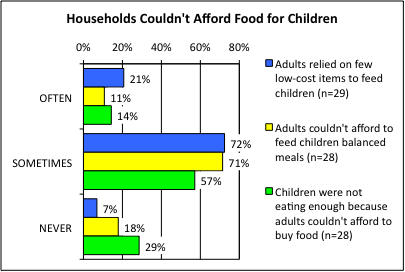 Households Couldn't Afford Food for Children
0% 20% 40% 60% 80%
OFTEN
21%
11%
14%
SOMETIMES
72%
71%
57%
NEVER
7%
18%
29%
Adults relied on few
low-cost items to feed
children (n=29)
Adults couldn't afford to
feed children balanced
meals (n=28)
Children were not
eating enough because
adults couldn't afford to
buy food (n=28)